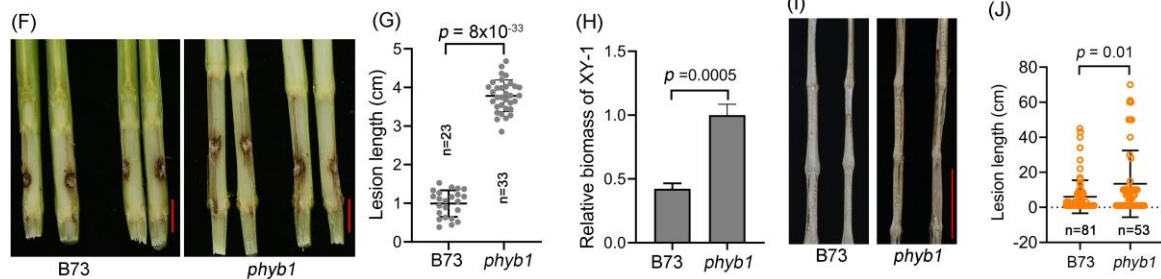 (F)
B73
phyb1
(G)
p = 8x10-33
Lesion length (cm)
5
4
3
2
1
0
n=23
n=33
B73
phyb1
(H)
Relative biomass of XY-1
1.5
1.0
0.5
0.0
p =0.0005
B73
phyb1
(I)
B73
phyb1
(J)
p = 0.01
Lesion length (cm)
80
60
40
20
0
-20
n=81
n=53
B73
phyb1